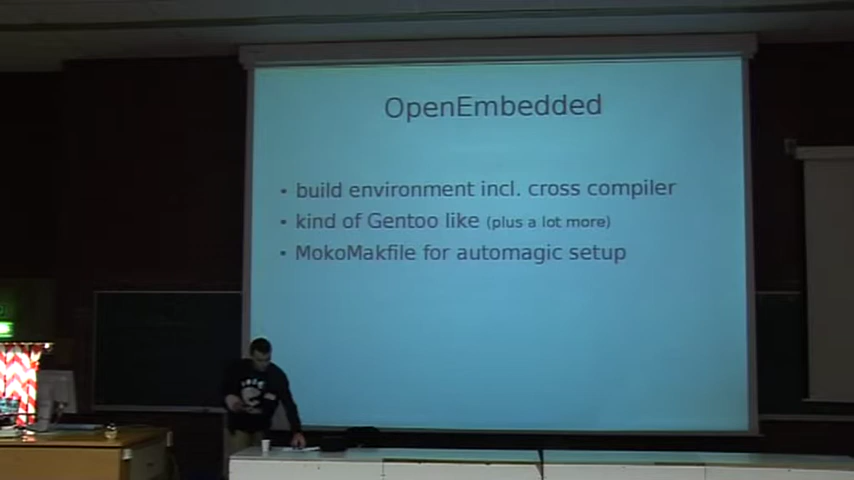 OpenEmbedded
• build environment incl. cross compiler
• kind of Gentoo like (plus a lot more)
• MokoMakfile for automagic setup